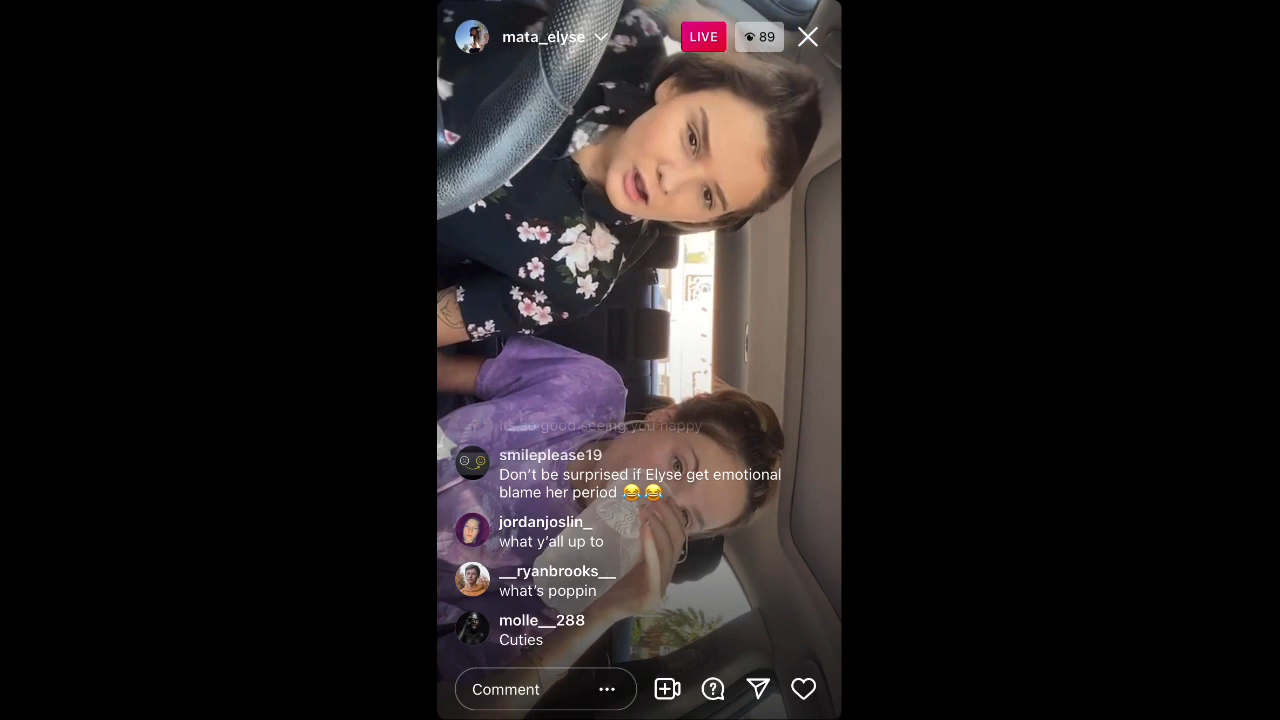 mata_elyse
LIVE
89
Its so good seeing you happy
smileplease19
Don't be surprised if Elyse get emotional
blame her period 😂😂
jordanjoslin_
what y'all up to
__ryanbrooks__
what's poppin
molle__288
Cuties
Comment